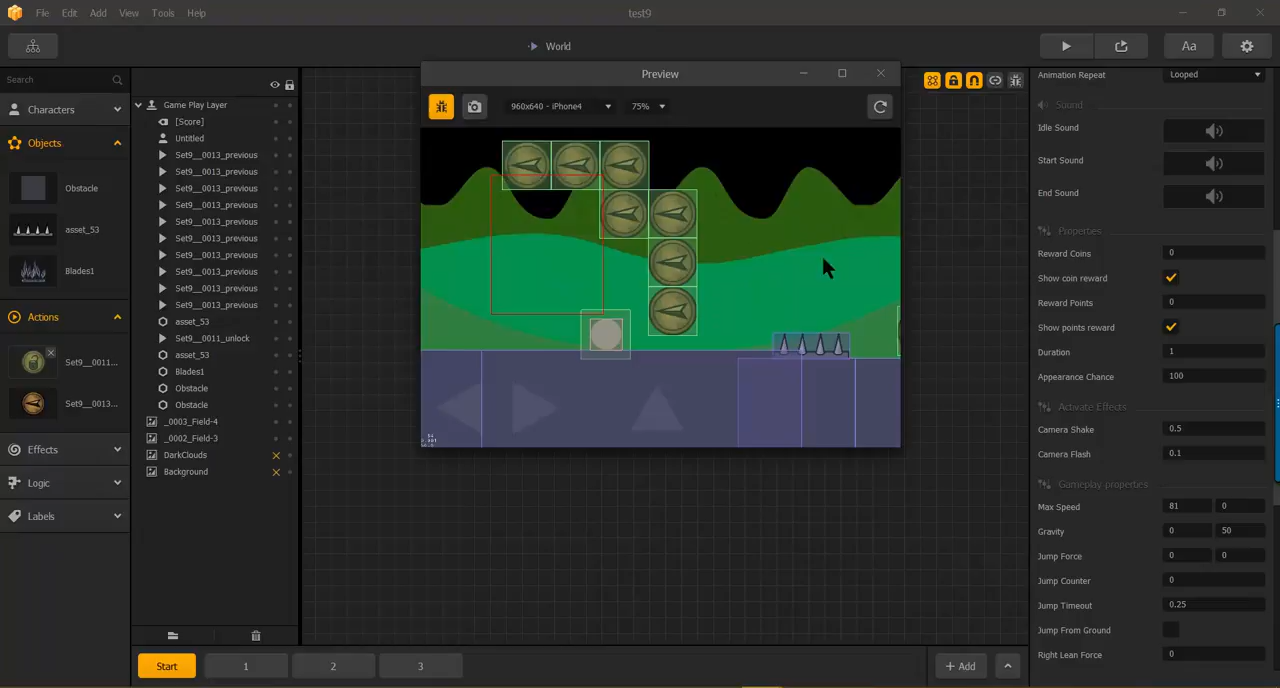 File Edit Add View Tools Help
test9
World
Aa
Search
Characters
Objects
Obstacle
asset_53
Blades1
Actions
Set9__0011...
Set9__0013...
Effects
Logic
Labels
Game Play Layer
[Score]
Untitled
Set9__0013_previous
Set9__0013_previous
Set9__0013_previous
Set9__0013_previous
Set9__0013_previous
Set9__0013_previous
Set9__0013_previous
Set9__0013_previous
Set9__0013_previous
Set9__0013_previous
asset_53
Set9__0011_unlock
asset_53
Blades1
Obstacle
Obstacle
_0003_Field-4
_0002_Field-3
DarkClouds
Background
Preview
960x640 - iPhone4
75%
Start
1
2
3
Add
Animation Repeat Looped
Sound
Idle Sound
Start Sound
End Sound
Properties
Reward Coins 0
Show coin reward
Reward Points 0
Show points reward
Duration 1
Appearance Chance 100
Activate Effects
Camera Shake 0.5
Camera Flash 0.1
Gameplay properties
Max Speed 81 0
Gravity 0 50
Jump Force 0 0
Jump Counter 0
Jump Timeout 0.25
Jump From Ground
Right Lean Force 0